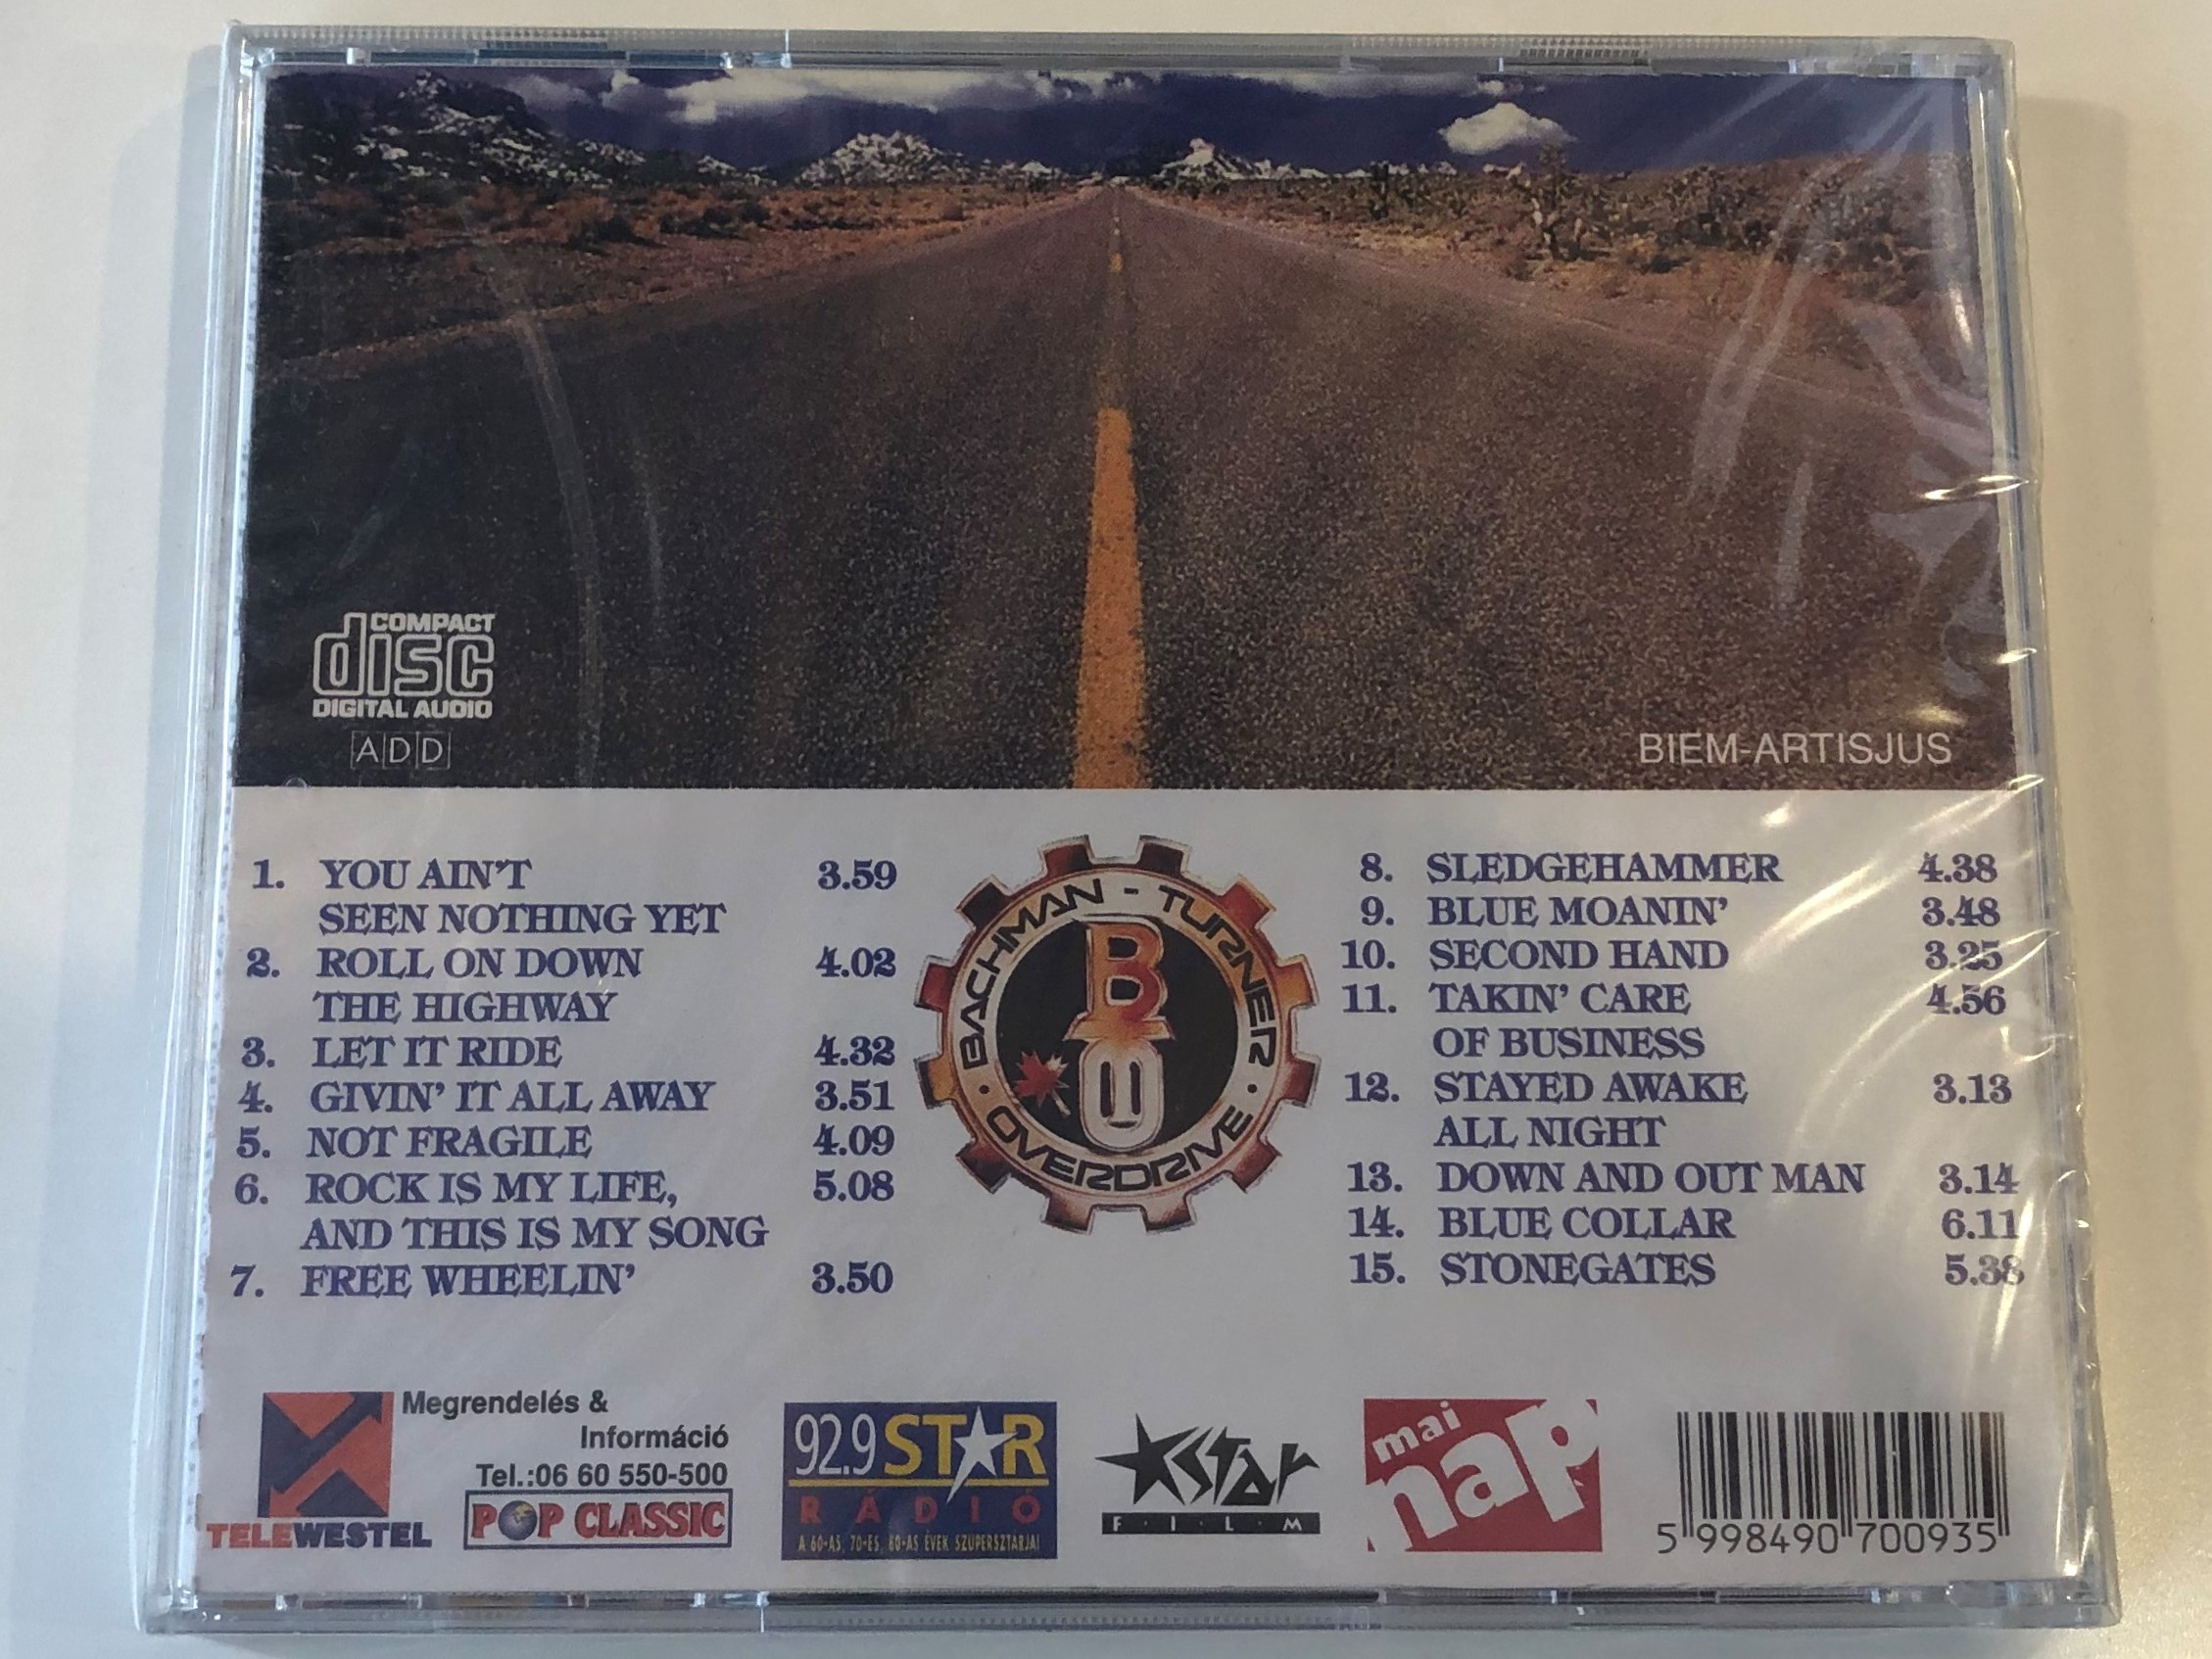 COMPACT
disc
DIGITAL AUDIO
ADD
BIEM-ARTISJUS
1. YOU AIN'T 3.59
SEEN NOTHING YET
2. ROLL ON DOWN 4.02
THE HIGHWAY
3. LET IT RIDE 4.32
4. GIVIN' IT ALL AWAY 3.51
5. NOT FRAGILE 4.09
6. ROCK IS MY LIFE, 5.08
AND THIS IS MY SONG
7. FREE WHEELIN' 3.50
BACHMAN - TURNER
BTO
· OVERDRIVE ·
8. SLEDGEHAMMER 4.38
9. BLUE MOANIN' 3.48
10. SECOND HAND 3.25
11. TAKIN' CARE 4.56
OF BUSINESS
12. STAYED AWAKE 3.13
ALL NIGHT
13. DOWN AND OUT MAN 3.14
14. BLUE COLLAR 6.11
15. STONEGATES 5.38
TELEWESTEL
Megrendelés &
Információ
Tel.:06 60 550-500
POP CLASSIC
92.9 STAR
RÁDIÓ
A 60-AS, 70-ES, 80-AS ÉVEK SZUPERSZTÁRJAI
Star
F·I·L·M
mai
nap
5 998490 700935